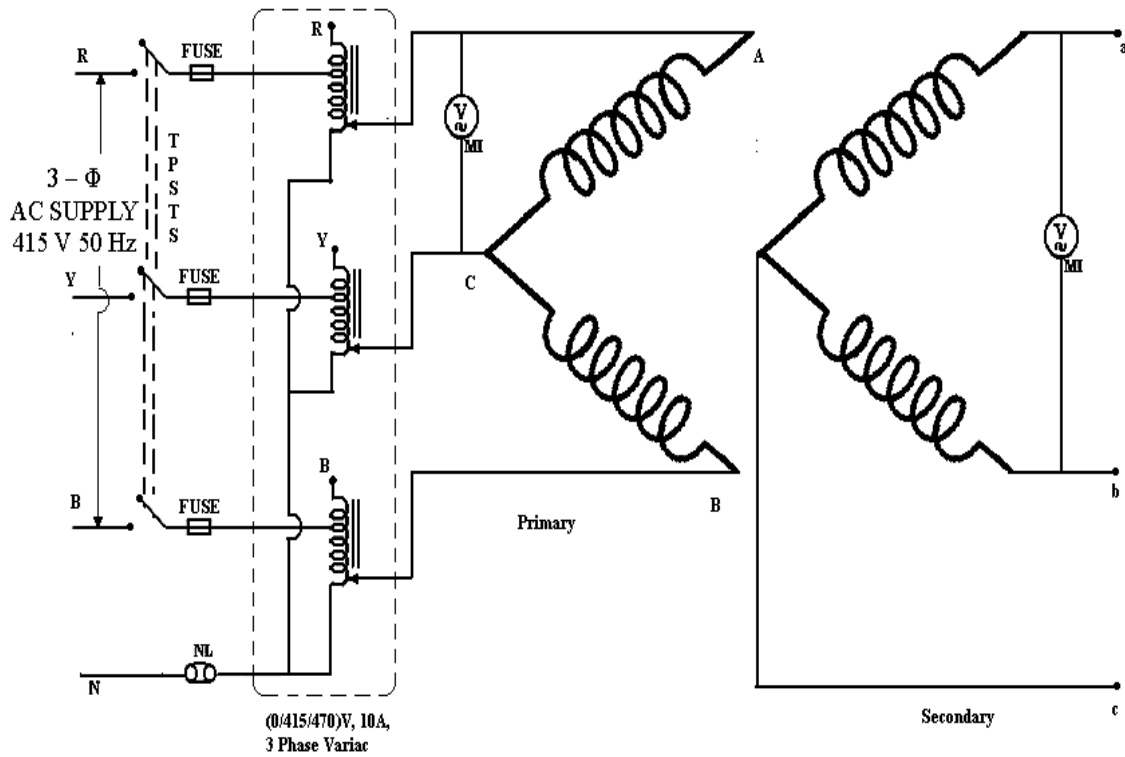 R
FUSE
R
A
a
V
MI
T
P
S
T
S
3 – Φ
AC SUPPLY
415 V 50 Hz
Y
FUSE
Y
C
V
MI
B
FUSE
B
B
b
Primary
N
NL
c
(0/415/470)V, 10A,
3 Phase Variac
Secondary